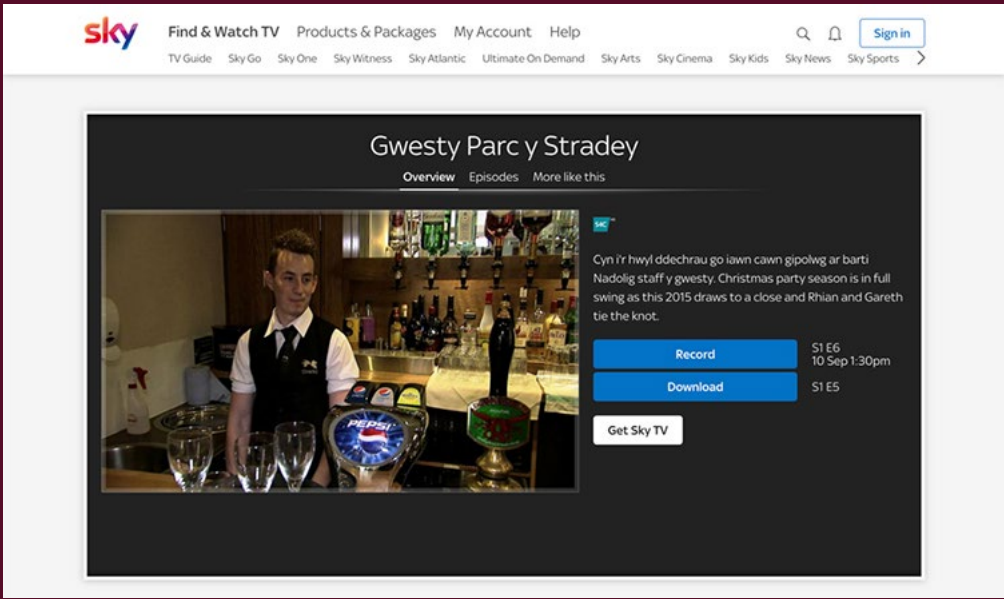 sky
Find & Watch TV Products & Packages My Account Help Sign in
TV Guide Sky Go Sky One Sky Witness Sky Atlantic Ultimate On Demand Sky Arts Sky Cinema Sky Kids Sky News Sky Sports
Gwesty Parc y Stradey
Overview Episodes More like this
S4C
Cyn i'r hwyl ddechrau go iawn cawn gipolwg ar barti
Nadolig staff y gwesty. Christmas party season is in full
swing as this 2015 draws to a close and Rhian and Gareth
tie the knot.
Record S1 E6
10 Sep 1:30pm
Download S1 E5
Get Sky TV
PEPSI